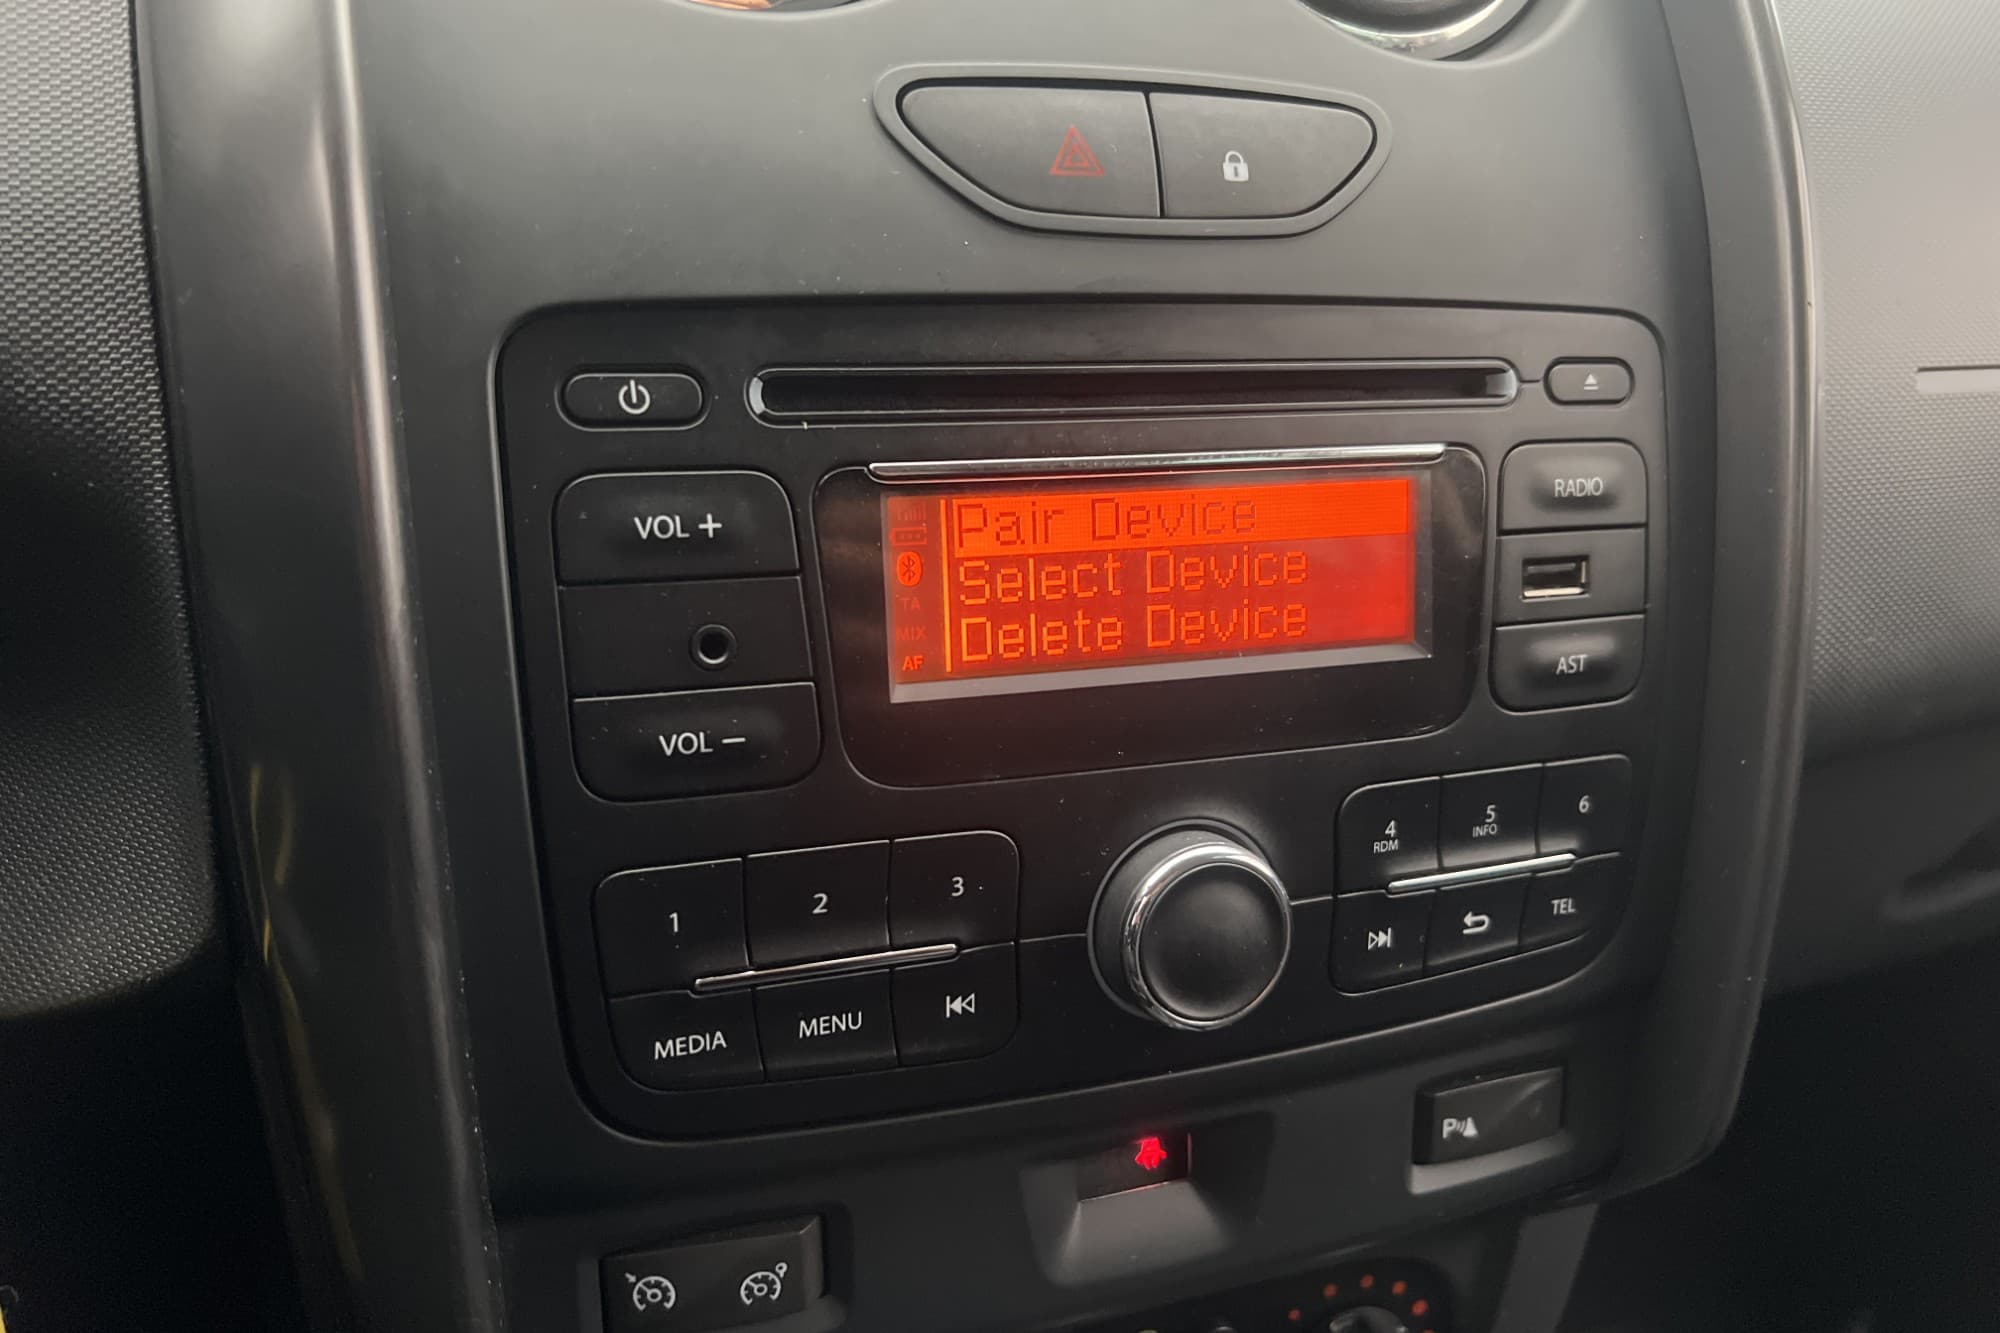 VOL +
VOL −
Pair Device
Select Device
Delete Device
TA
MIX
AF
RADIO
AST
1
2
3
MEDIA
MENU
4
RDM
5
INFO
6
TEL
P